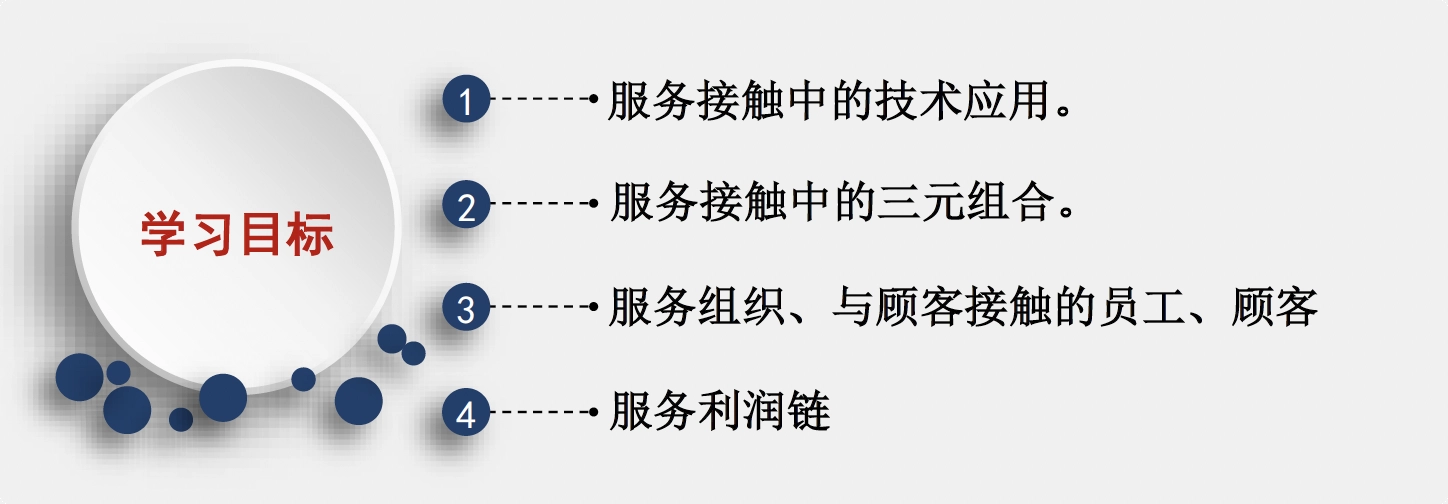 学习目标
1 服务接触中的技术应用。
2 服务接触中的三元组合。
3 服务组织、与顾客接触的员工、顾客
4 服务利润链